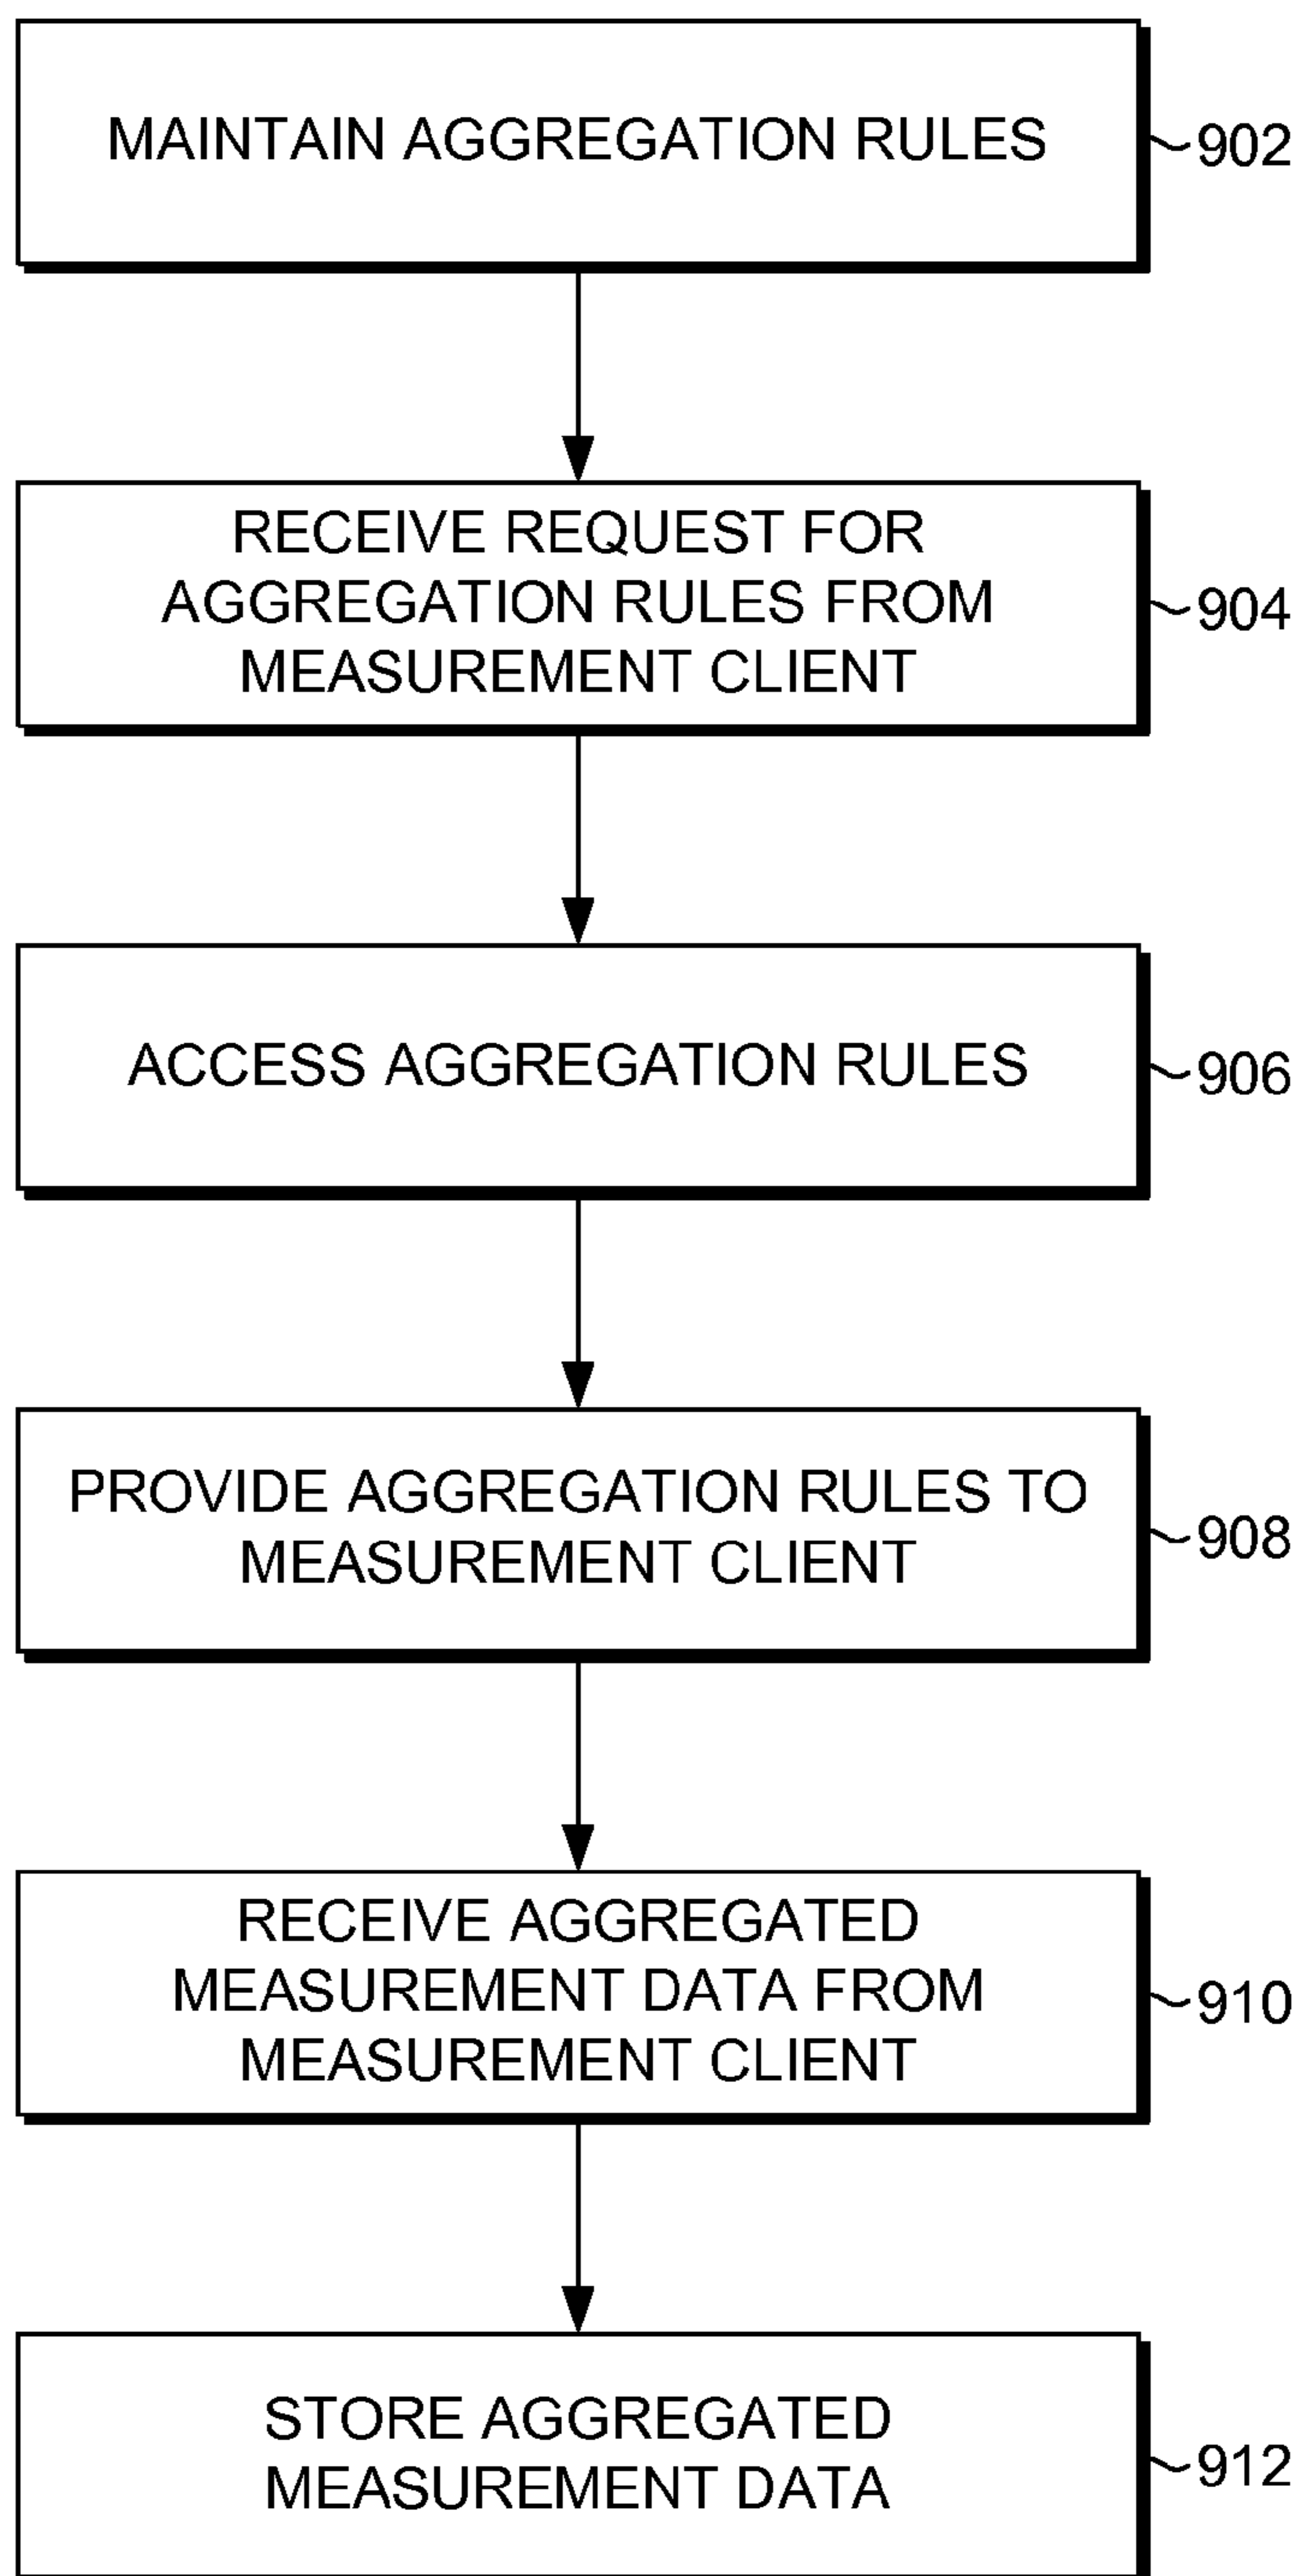 MAINTAIN AGGREGATION RULES
902
RECEIVE REQUEST FOR
AGGREGATION RULES FROM
MEASUREMENT CLIENT
904
ACCESS AGGREGATION RULES
906
PROVIDE AGGREGATION RULES TO
MEASUREMENT CLIENT
908
RECEIVE AGGREGATED
MEASUREMENT DATA FROM
MEASUREMENT CLIENT
910
STORE AGGREGATED
MEASUREMENT DATA
912